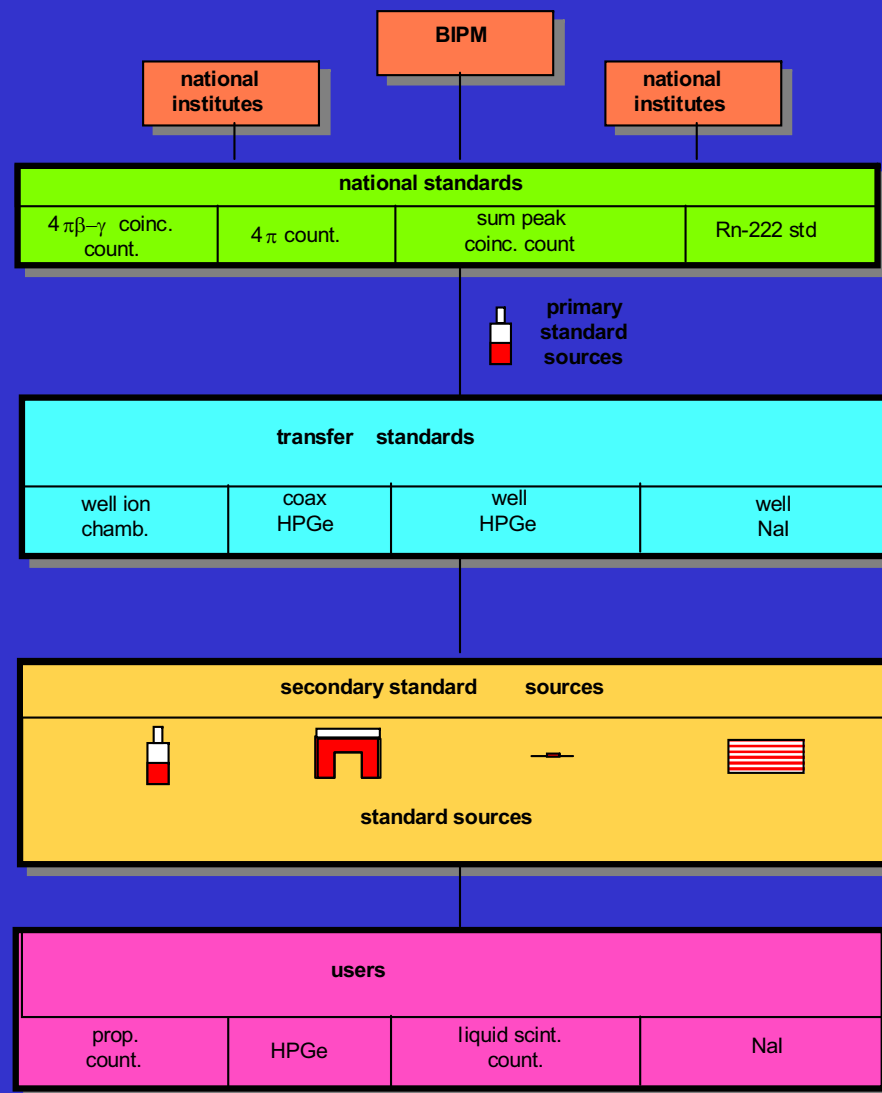 BIPM
national
institutes
national
institutes
national standards
4πβ–γ coinc.
count.
4π count.
sum peak
coinc. count
Rn-222 std
primary
standard
sources
transfer standards
well ion
chamb.
coax
HPGe
well
HPGe
well
NaI
secondary standard sources
standard sources
users
prop.
count.
HPGe
liquid scint.
count.
NaI